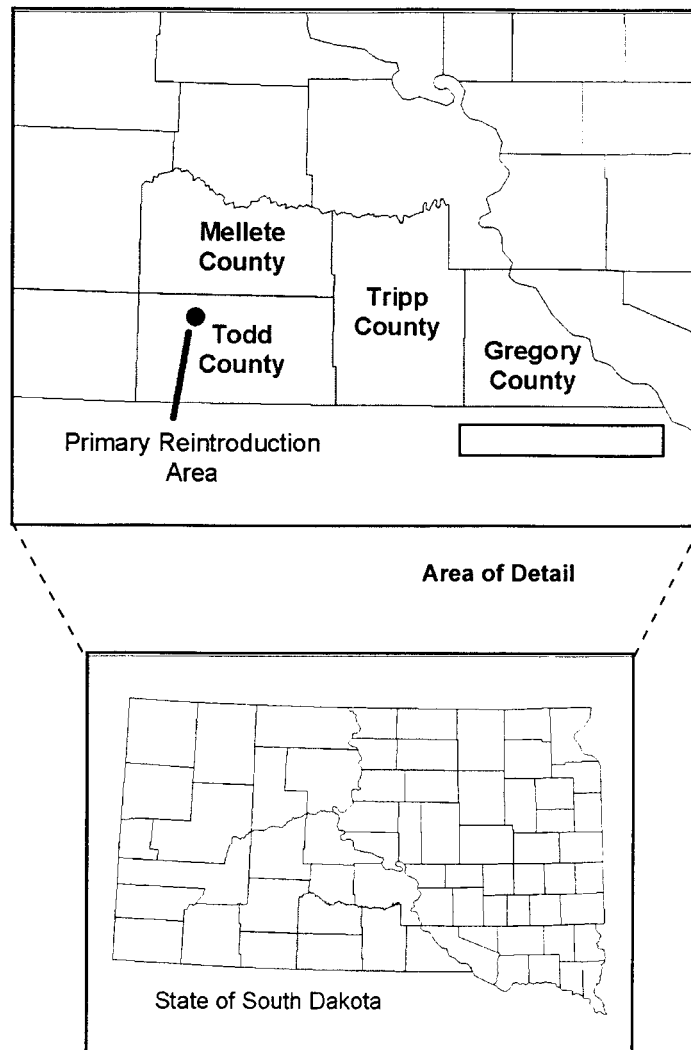 Mellete
County
Tripp
County
Todd
County
Gregory
County
Primary Reintroduction
Area
Area of Detail
State of South Dakota